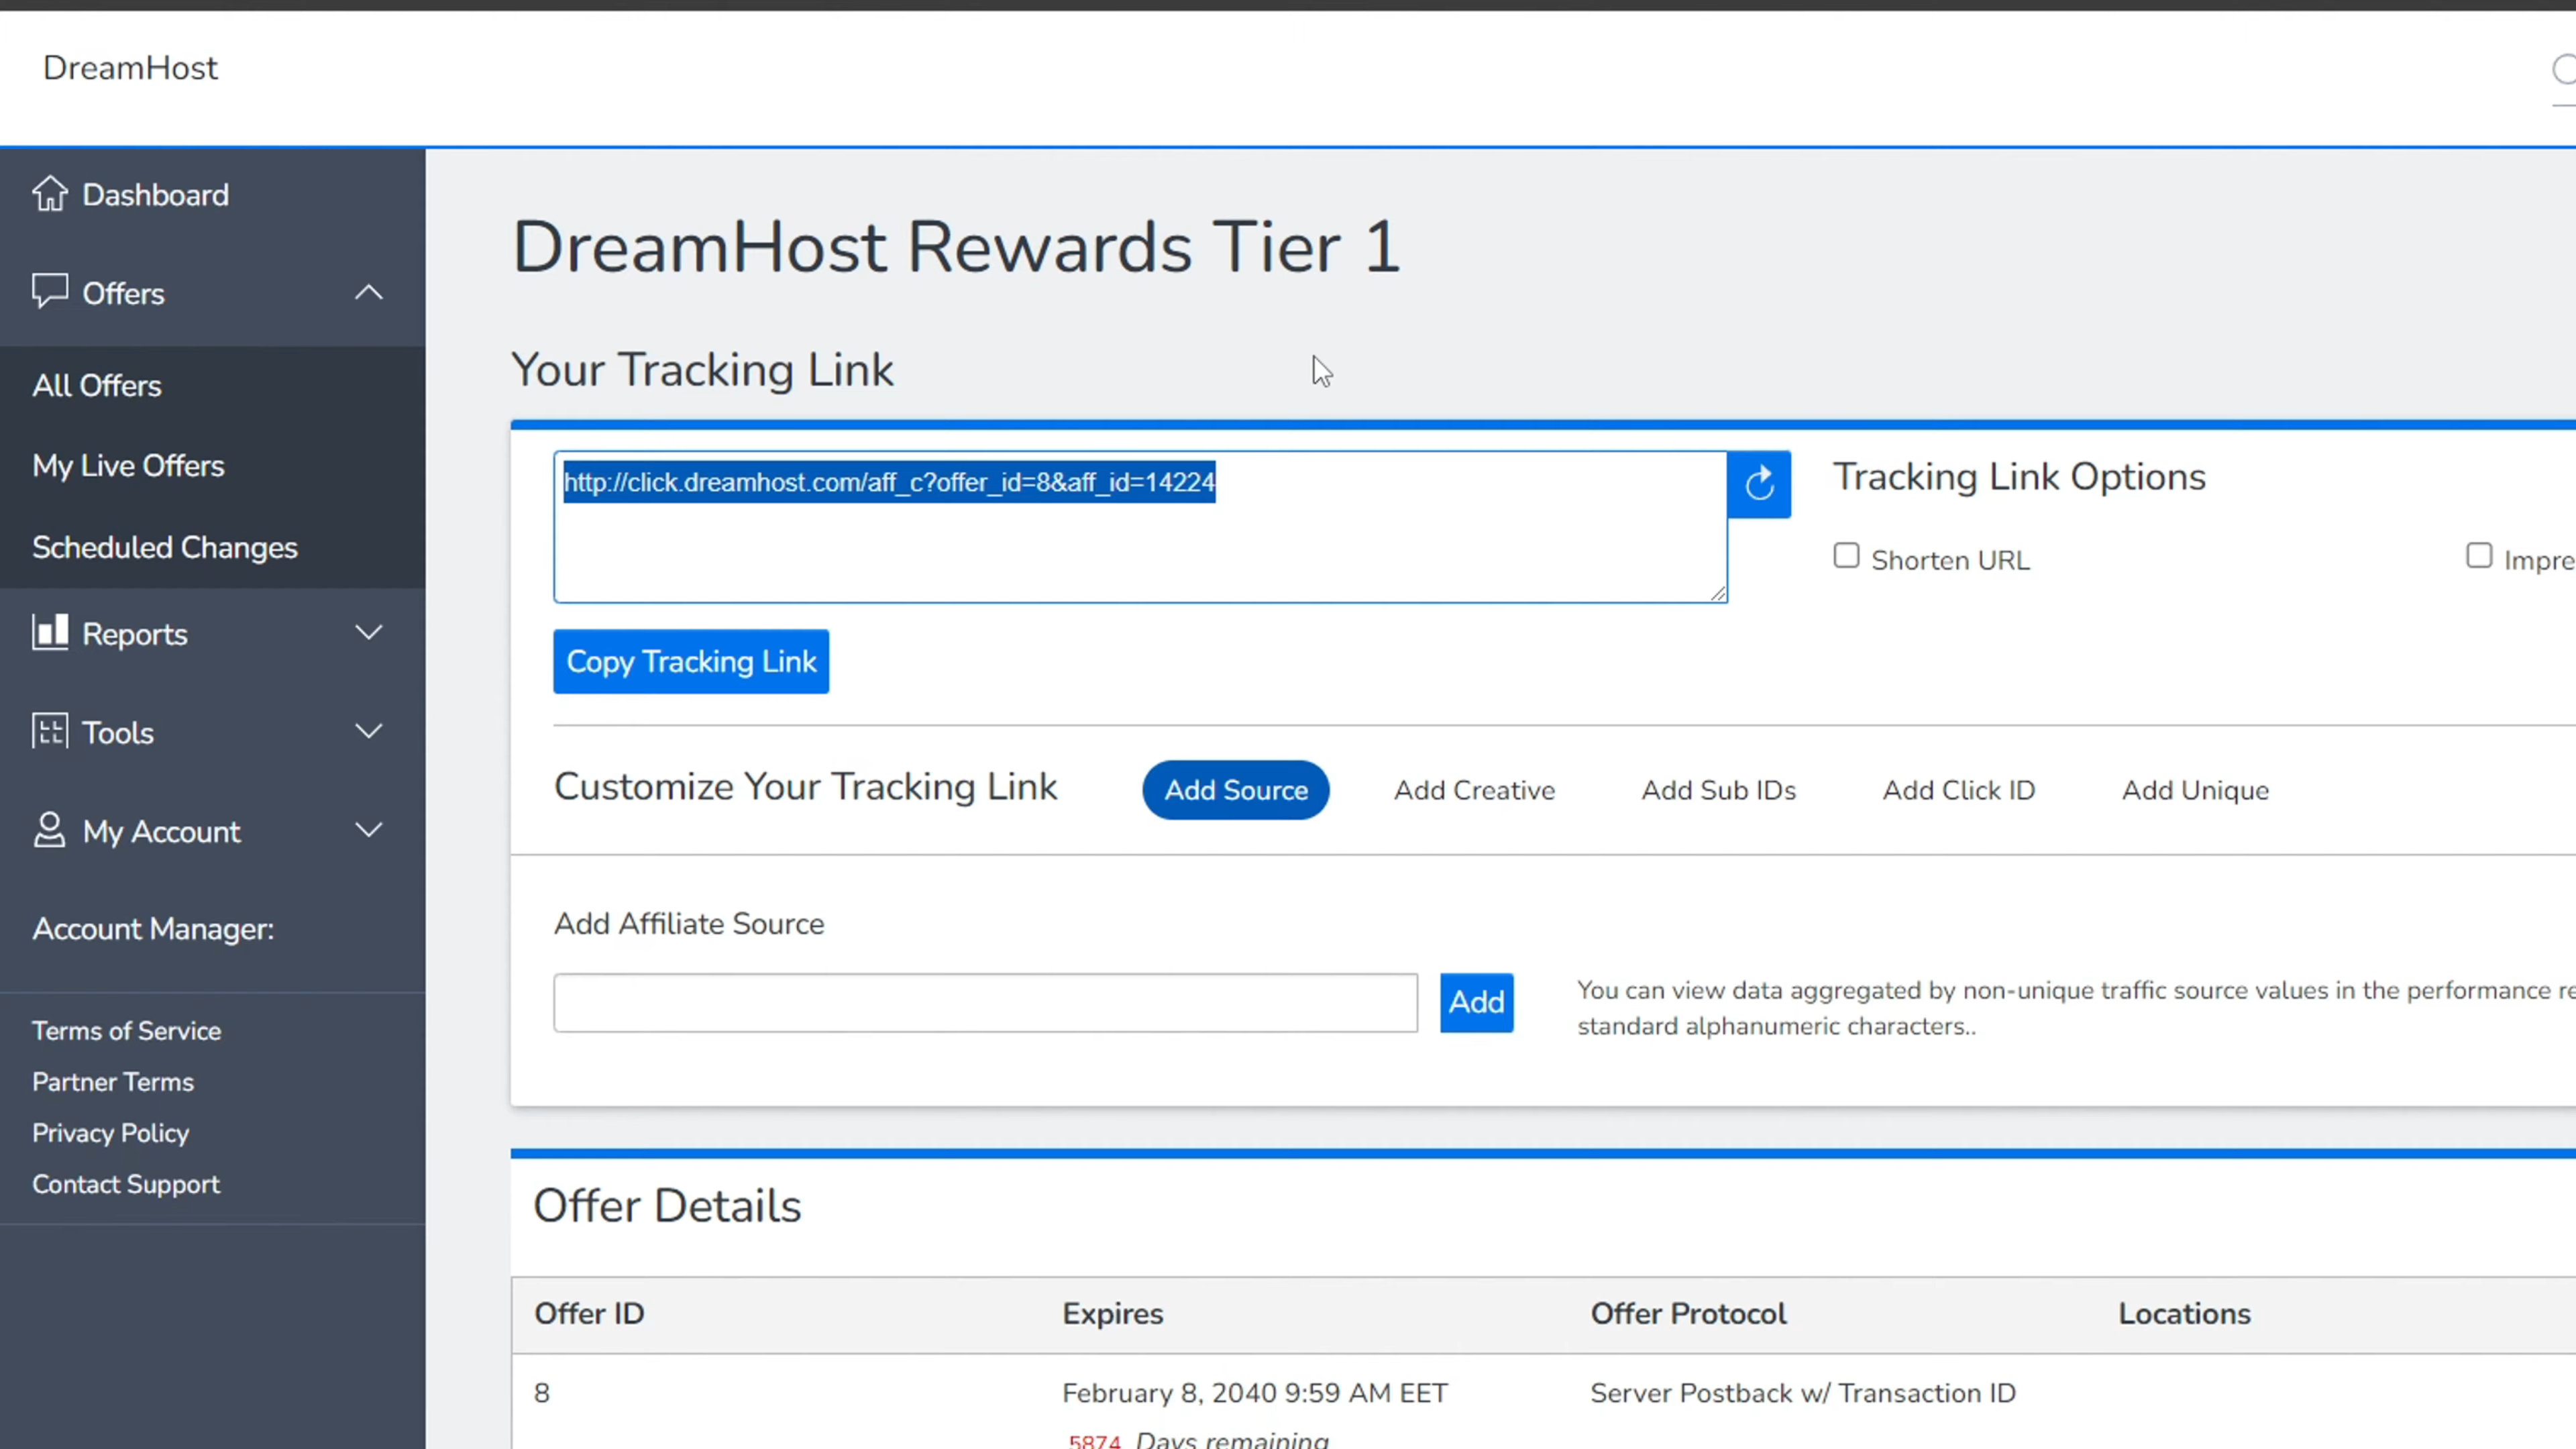 DreamHost
Dashboard
Offers
All Offers
My Live Offers
Scheduled Changes
Reports
Tools
My Account
Account Manager:
Terms of Service
Partner Terms
Privacy Policy
Contact Support
DreamHost Rewards Tier 1
Your Tracking Link
http://click.dreamhost.com/aff_c?offer_id=8&aff_id=14224
Tracking Link Options
Shorten URL
Copy Tracking Link
Customize Your Tracking Link Add Source Add Creative Add Sub IDs Add Click ID Add Unique
Add Affiliate Source
Add
You can view data aggregated by non-unique traffic source values in the performance
standard alphanumeric characters..
Offer Details
Offer ID Expires Offer Protocol Locations
8 February 8, 2040 9:59 AM EET Server Postback w/ Transaction ID
5874 Days remaining